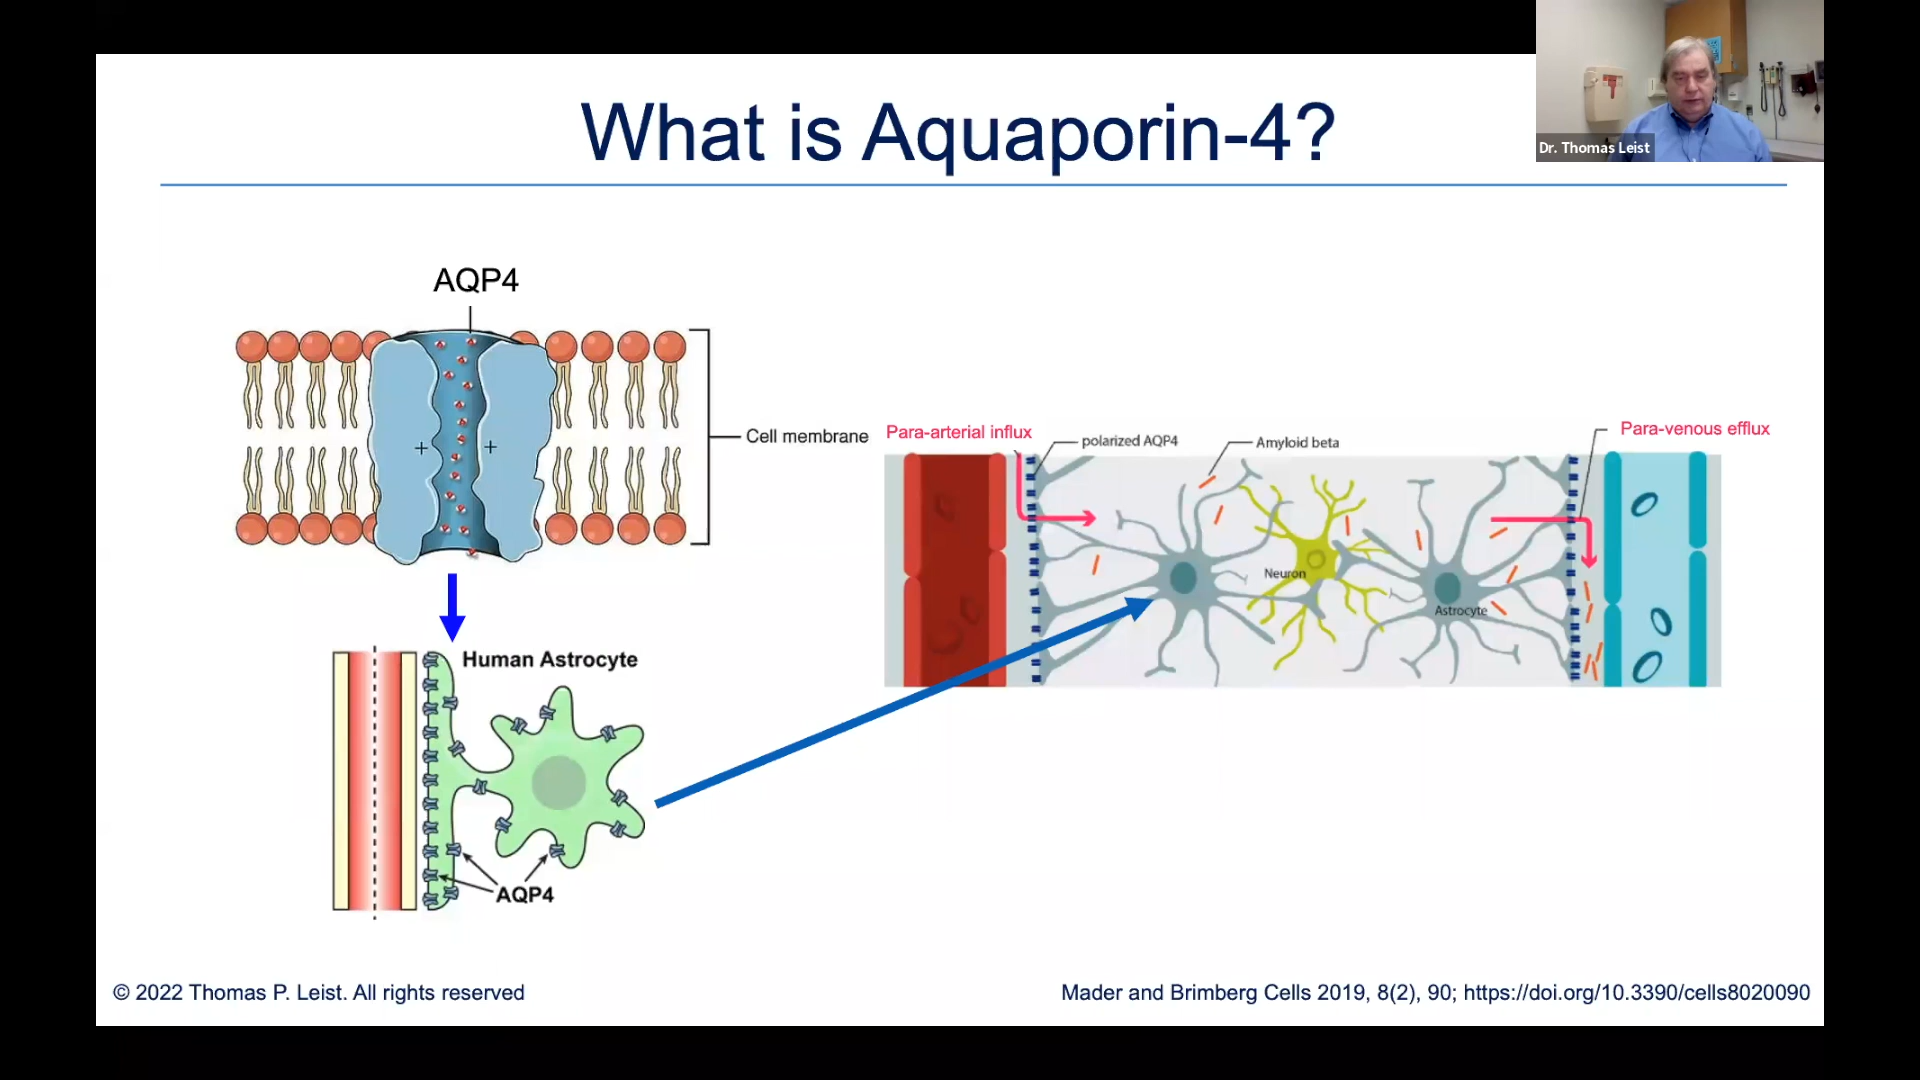 What is Aquaporin-4?
Dr. Thomas Leist
AQP4
+ +
Cell membrane
Human Astrocyte
AQP4
Para-arterial influx
polarized AQP4
Amyloid beta
Para-venous efflux
Neuron
Astrocyte
© 2022 Thomas P. Leist. All rights reserved
Mader and Brimberg Cells 2019, 8(2), 90; https://doi.org/10.3390/cells8020090